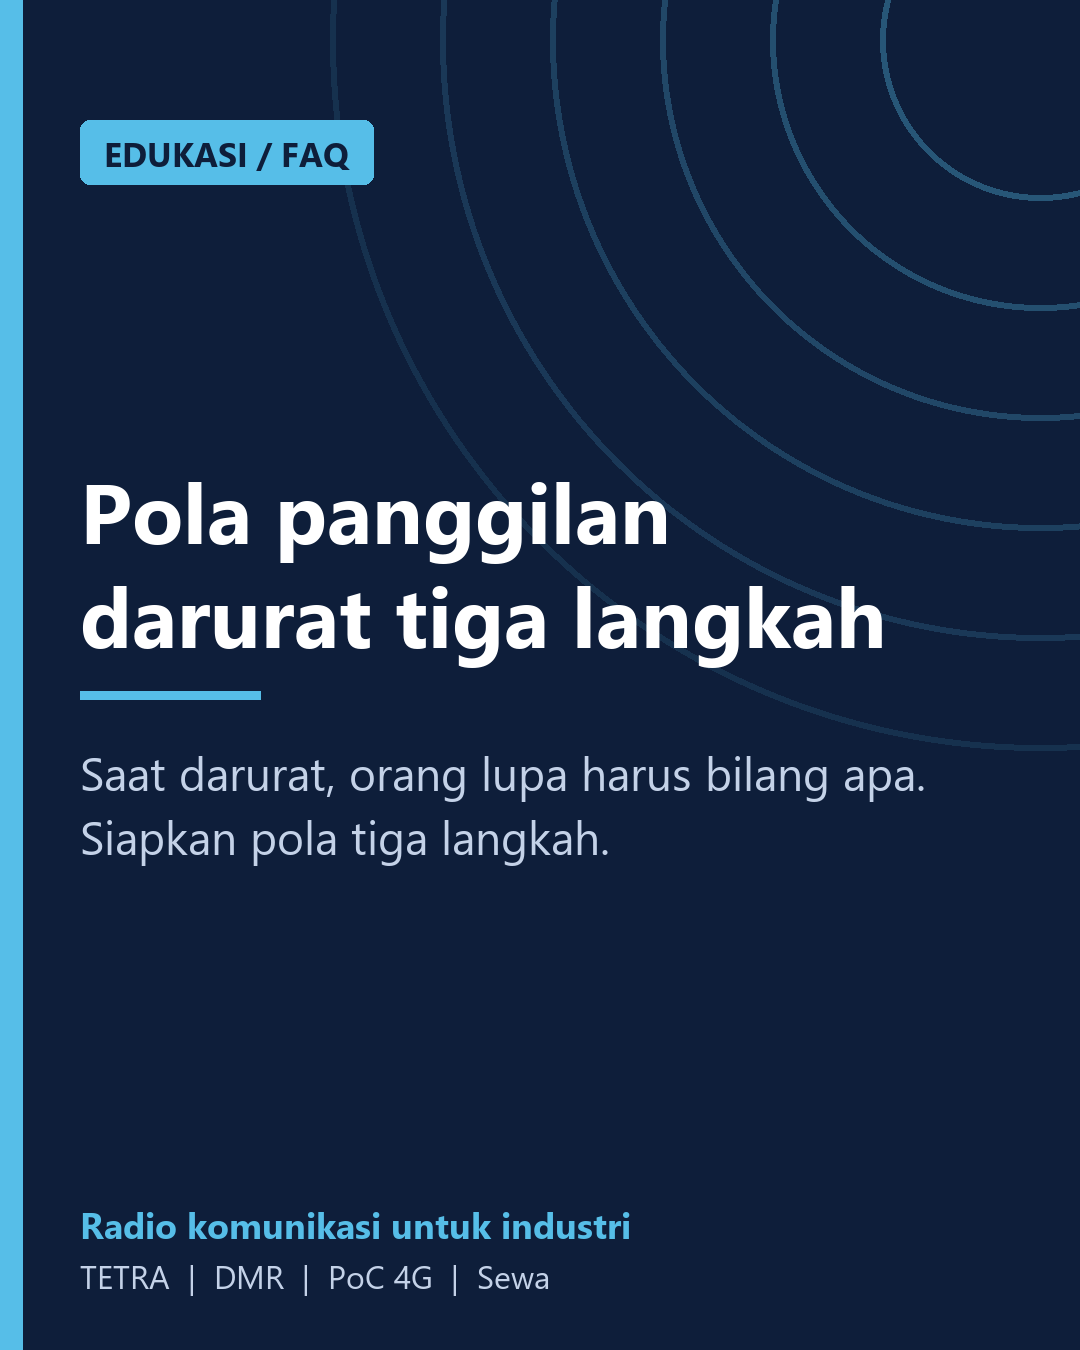 EDUKASI / FAQ
Pola panggilan
darurat tiga langkah
Saat darurat, orang lupa harus bilang apa.
Siapkan pola tiga langkah.
Radio komunikasi untuk industri
TETRA | DMR | PoC 4G | Sewa